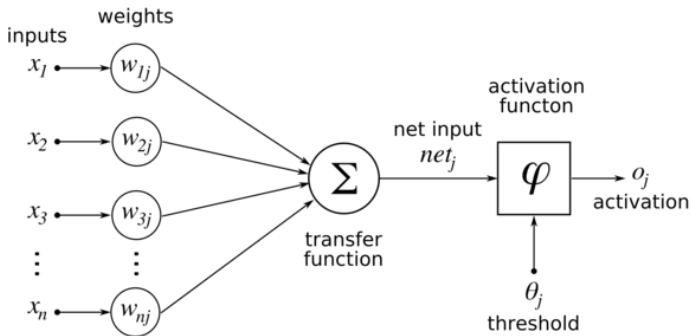 weights
inputs
x₁
w₁ⱼ
activation
functon
x₂
w₂ⱼ
net input
netⱼ
Σ
φ
oⱼ
activation
x₃
w₃ⱼ
transfer
function
⋮
⋮
θⱼ
threshold
xₙ
wₙⱼ